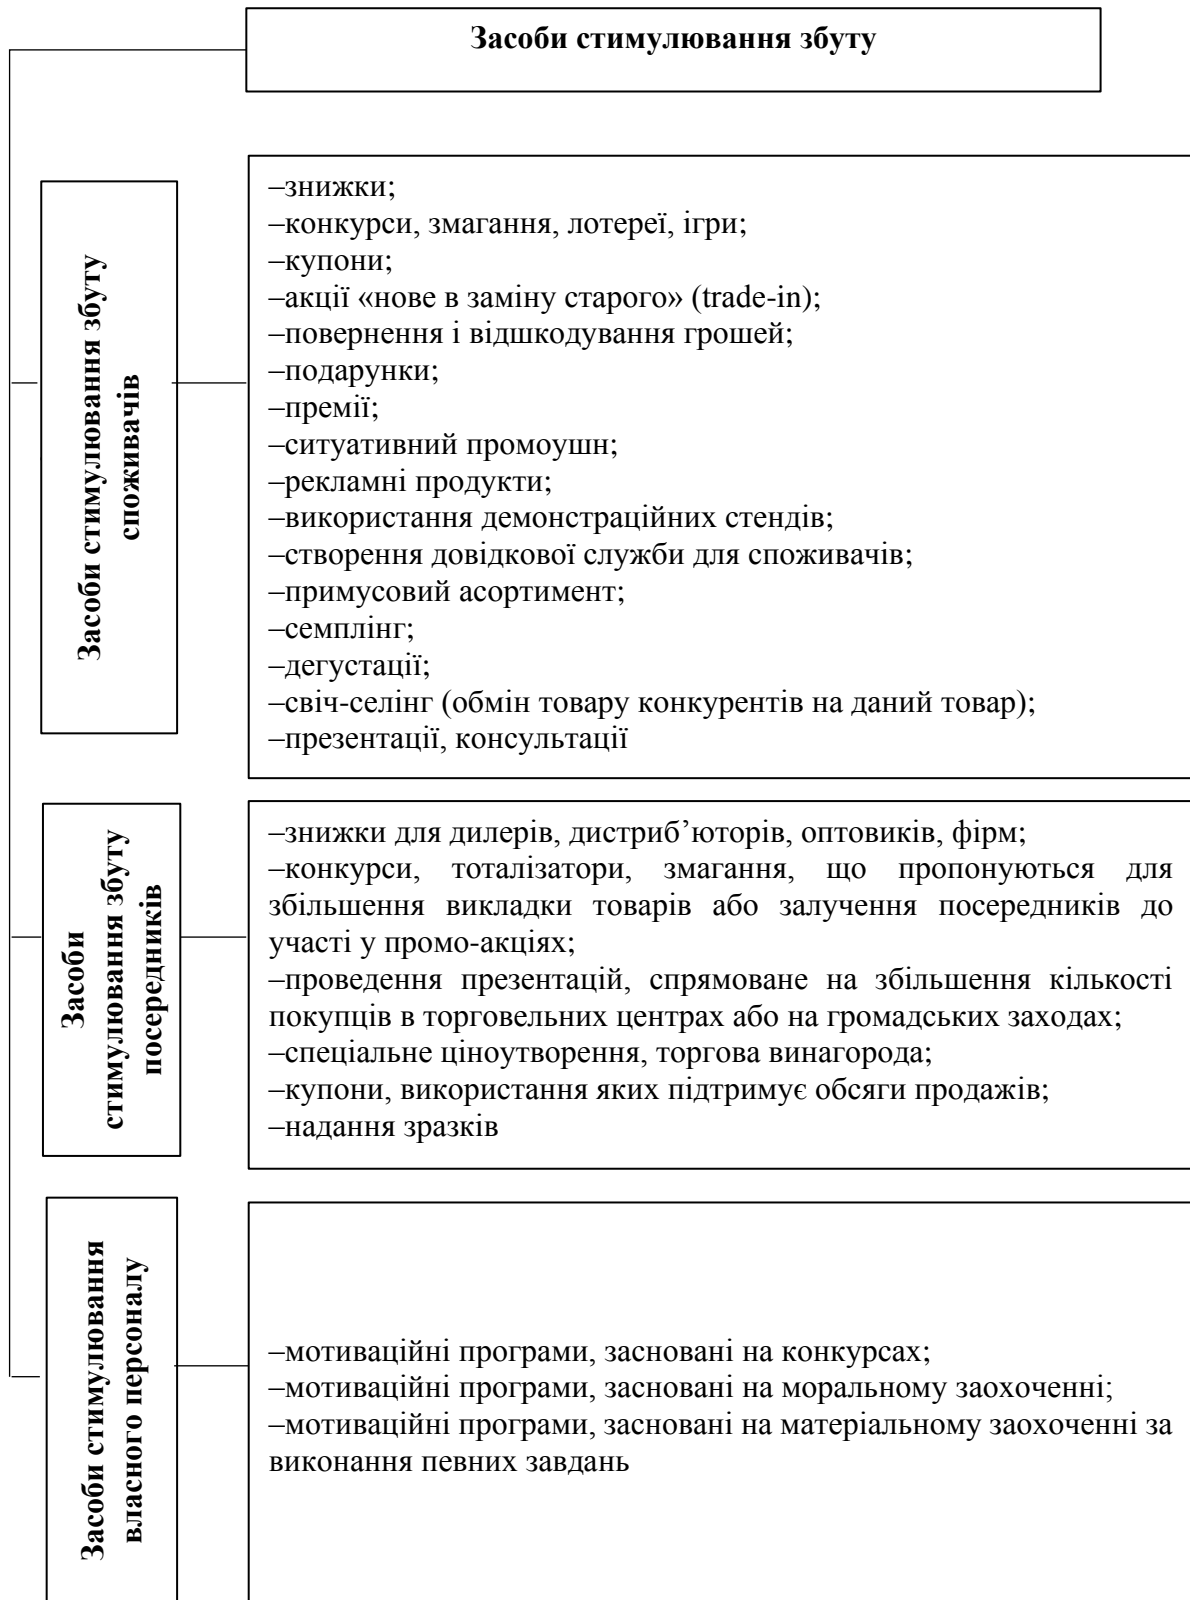 Засоби стимулювання збуту
Засоби стимулювання збуту
споживачів
–знижки;
–конкурси, змагання, лотереї, ігри;
–купони;
–акції «нове в заміну старого» (trade-in);
–повернення і відшкодування грошей;
–подарунки;
–премії;
–ситуативний промоушн;
–рекламні продукти;
–використання демонстраційних стендів;
–створення довідкової служби для споживачів;
–примусовий асортимент;
–семплінг;
–дегустації;
–свіч-селінг (обмін товару конкурентів на даний товар);
–презентації, консультації
Засоби
стимулювання збуту
посередників
–знижки для дилерів, дистриб’юторів, оптовиків, фірм;
–конкурси, тоталізатори, змагання, що пропонуються для
збільшення викладки товарів або залучення посередників до
участі у промо-акціях;
–проведення презентацій, спрямоване на збільшення кількості
покупців в торговельних центрах або на громадських заходах;
–спеціальне ціноутворення, торгова винагорода;
–купони, використання яких підтримує обсяги продажів;
–надання зразків
Засоби стимулювання
власного персоналу
–мотиваційні програми, засновані на конкурсах;
–мотиваційні програми, засновані на моральному заохоченні;
–мотиваційні програми, засновані на матеріальному заохоченні за
виконання певних завдань